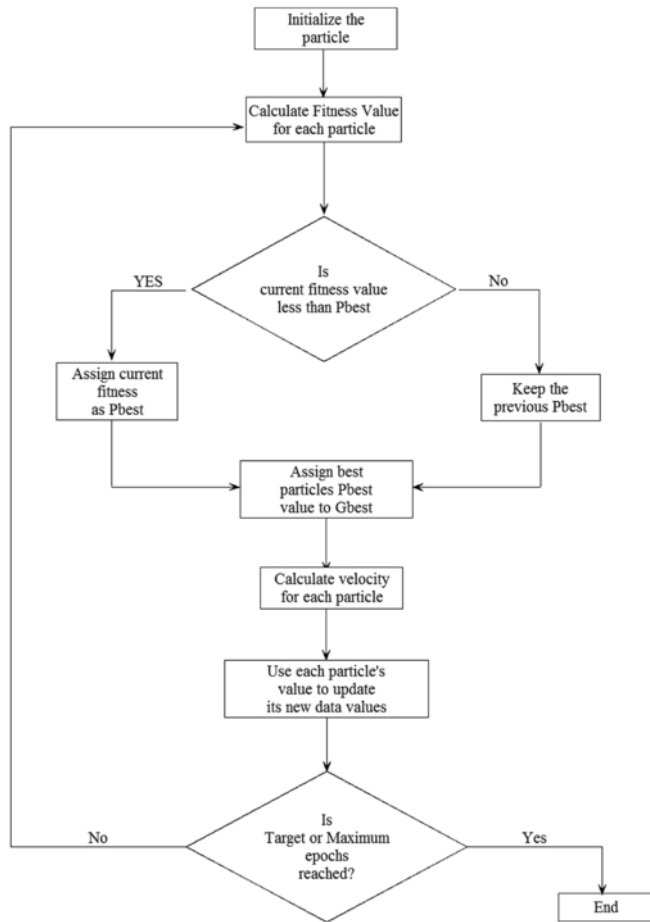 Initialize the
particle
Calculate Fitness Value
for each particle
Is
current fitness value
less than Pbest
YES
No
Assign current
fitness
as Pbest
Keep the
previous Pbest
Assign best
particles Pbest
value to Gbest
Calculate velocity
for each particle
Use each particle's
value to update
its new data values
Is
Target or Maximum
epochs
reached?
No
Yes
End